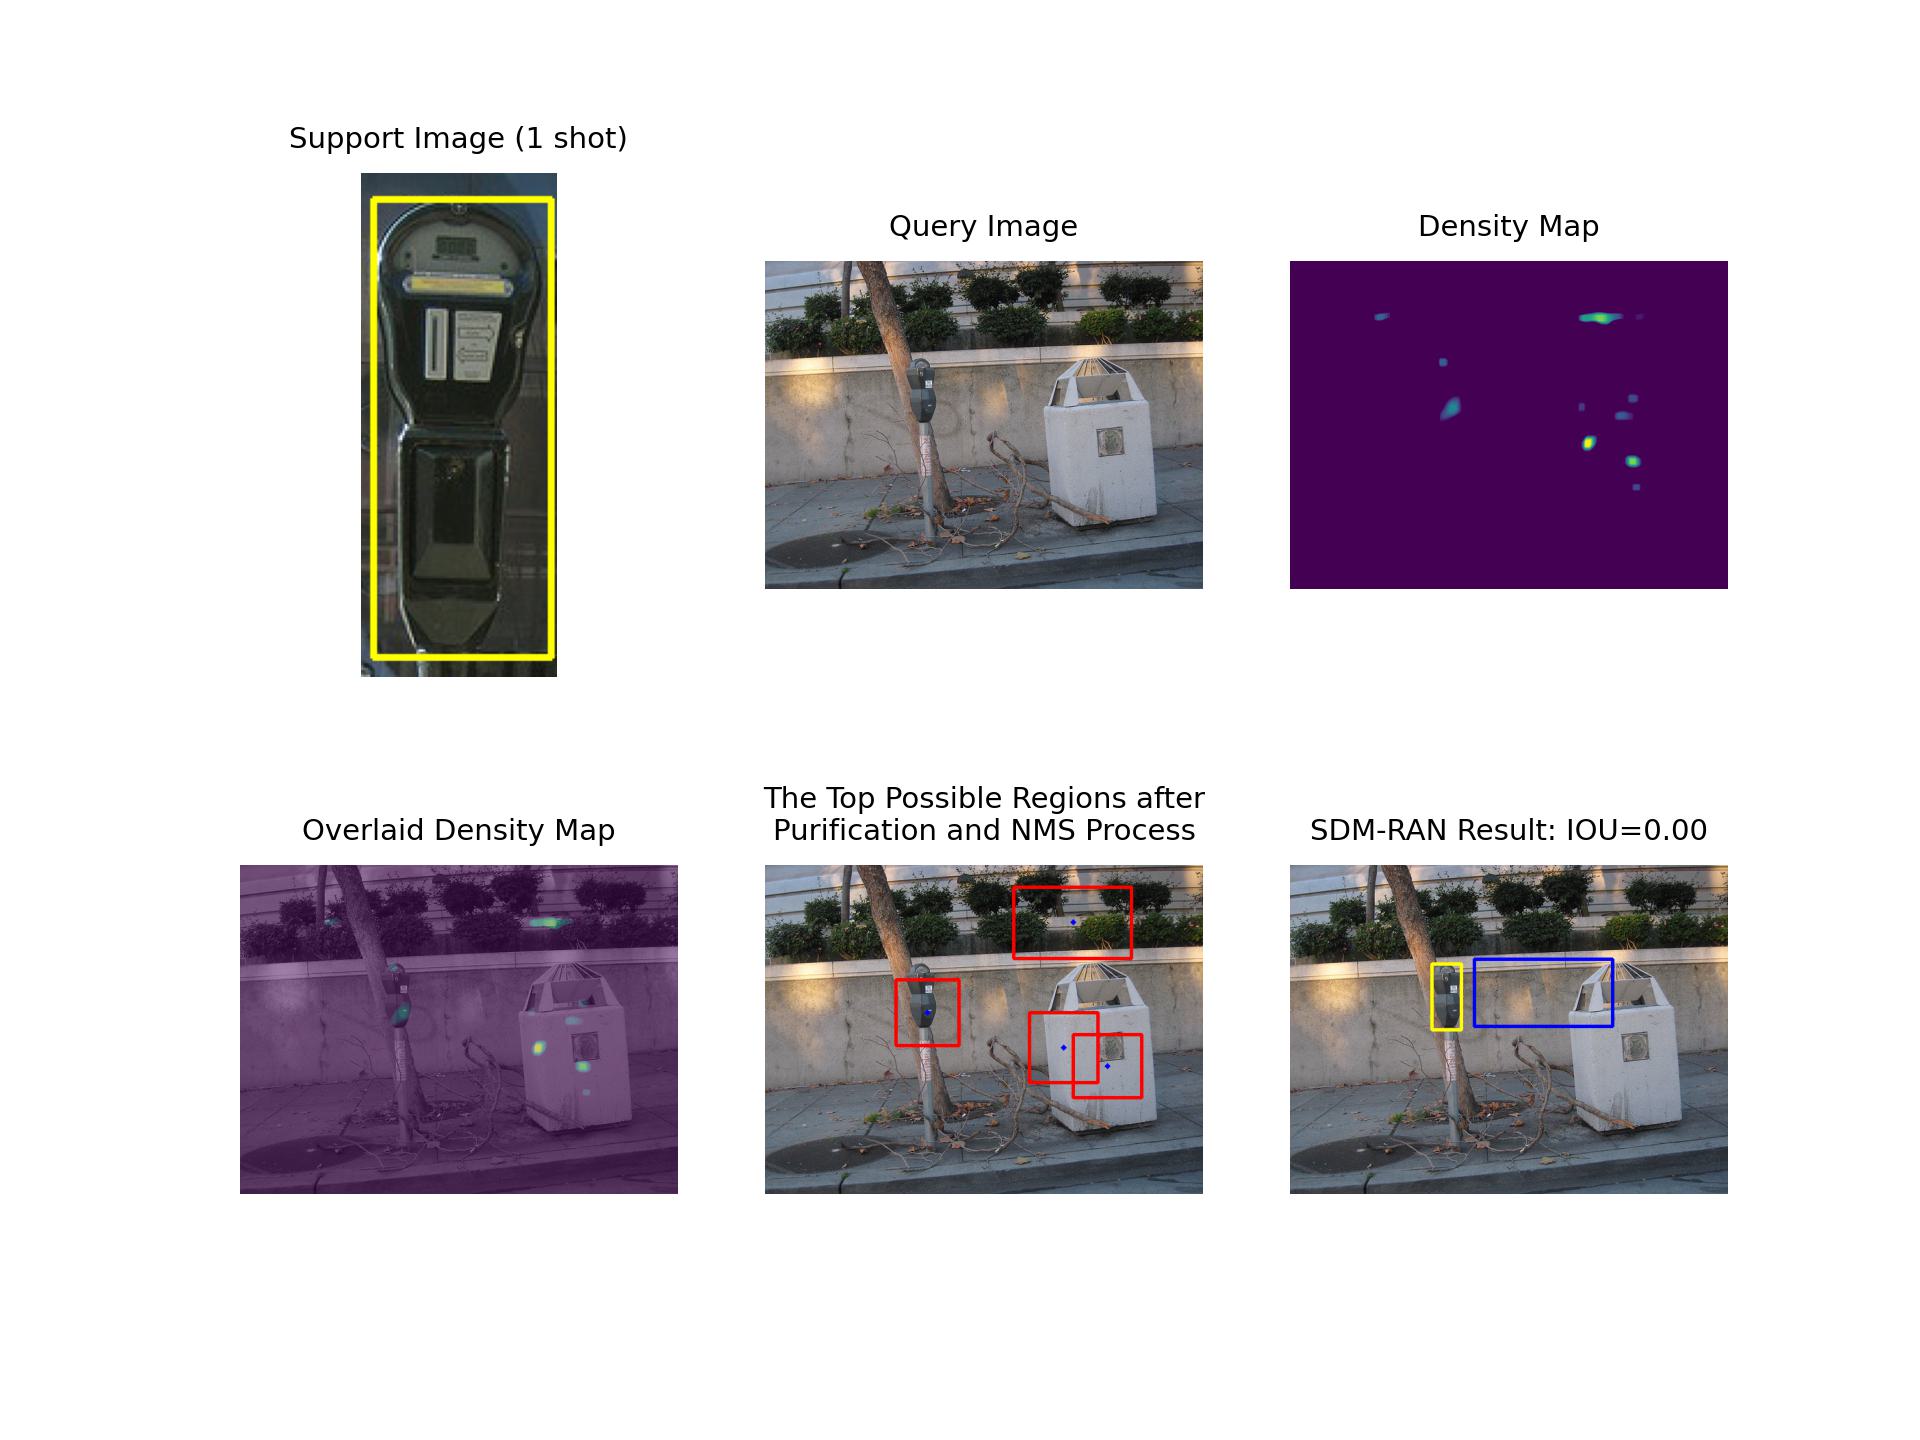 Support Image (1 shot)
Query Image
Density Map
Overlaid Density Map
The Top Possible Regions after
Purification and NMS Process
SDM-RAN Result: IOU=0.00